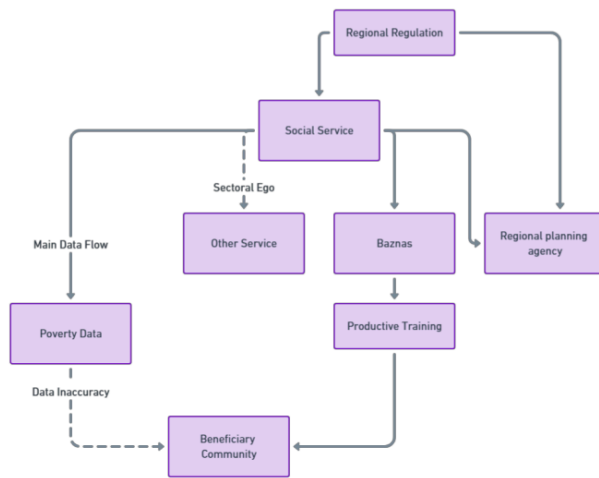 Regional Regulation
Social Service
Sectoral Ego
Main Data Flow
Other Service
Baznas
Regional planning
agency
Poverty Data
Productive Training
Data Inaccuracy
Beneficiary
Community